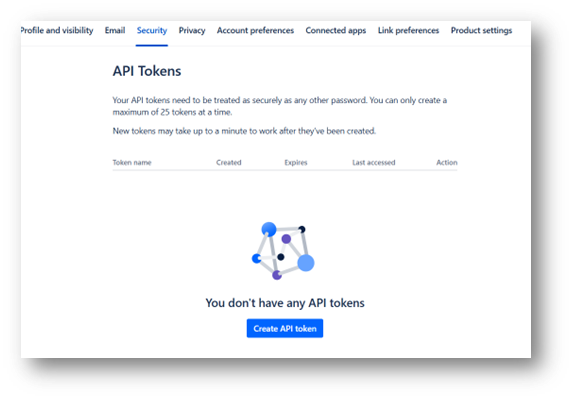 Profile and visibility Email Security Privacy Account preferences Connected apps Link preferences Product settings
API Tokens
Your API tokens need to be treated as securely as any other password. You can only create a
maximum of 25 tokens at a time.
New tokens may take up to a minute to work after they've been created.
Token name Created Expires Last accessed Action
You don't have any API tokens
Create API token